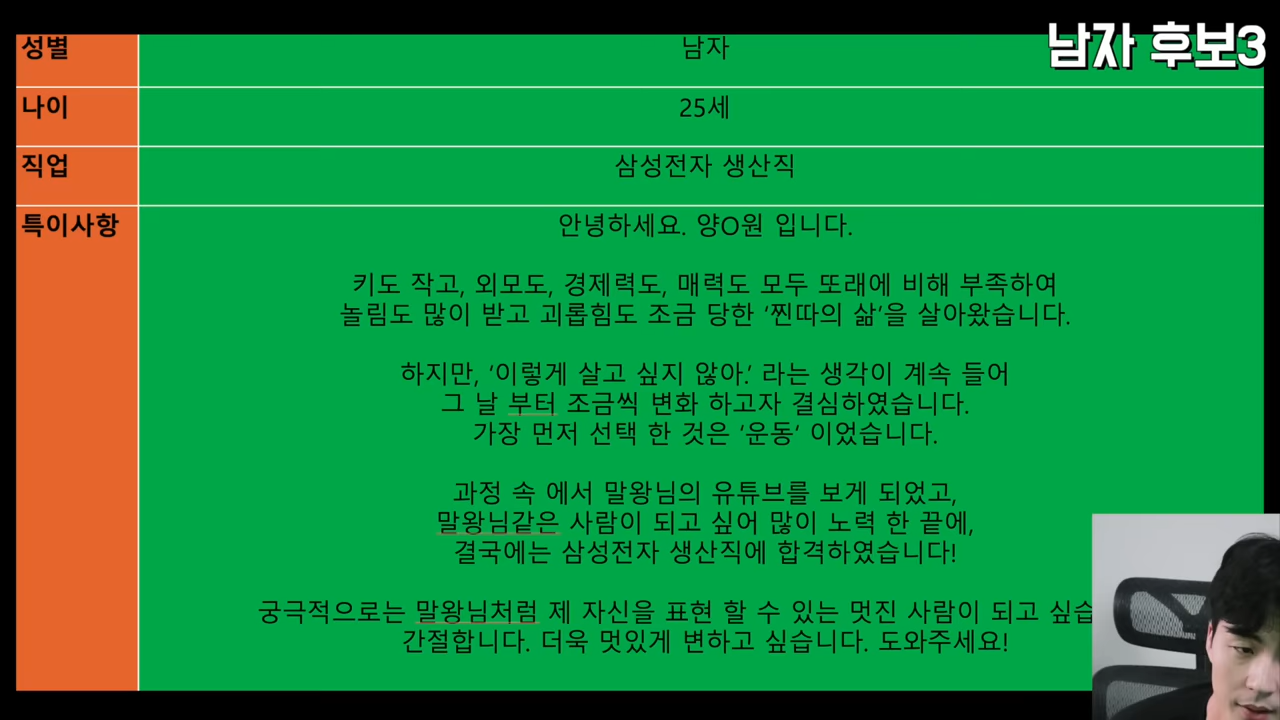 남자 후보3
성별 남자
나이 25세
직업 삼성전자 생산직
특이사항 안녕하세요. 양O원 입니다.
키도 작고, 외모도, 경제력도, 매력도 모두 또래에 비해 부족하여
놀림도 많이 받고 괴롭힘도 조금 당한 ‘찐따의 삶’을 살아왔습니다.
하지만, ‘이렇게 살고 싶지 않아.’ 라는 생각이 계속 들어
그 날 부터 조금씩 변화 하고자 결심하였습니다.
가장 먼저 선택 한 것은 ‘운동’ 이었습니다.
과정 속 에서 말왕님의 유튜브를 보게 되었고,
말왕님같은 사람이 되고 싶어 많이 노력 한 끝에,
결국에는 삼성전자 생산직에 합격하였습니다!
궁극적으로는 말왕님처럼 제 자신을 표현 할 수 있는 멋진 사람이 되고
간절합니다. 더욱 멋있게 변하고 싶습니다. 도와주세요!